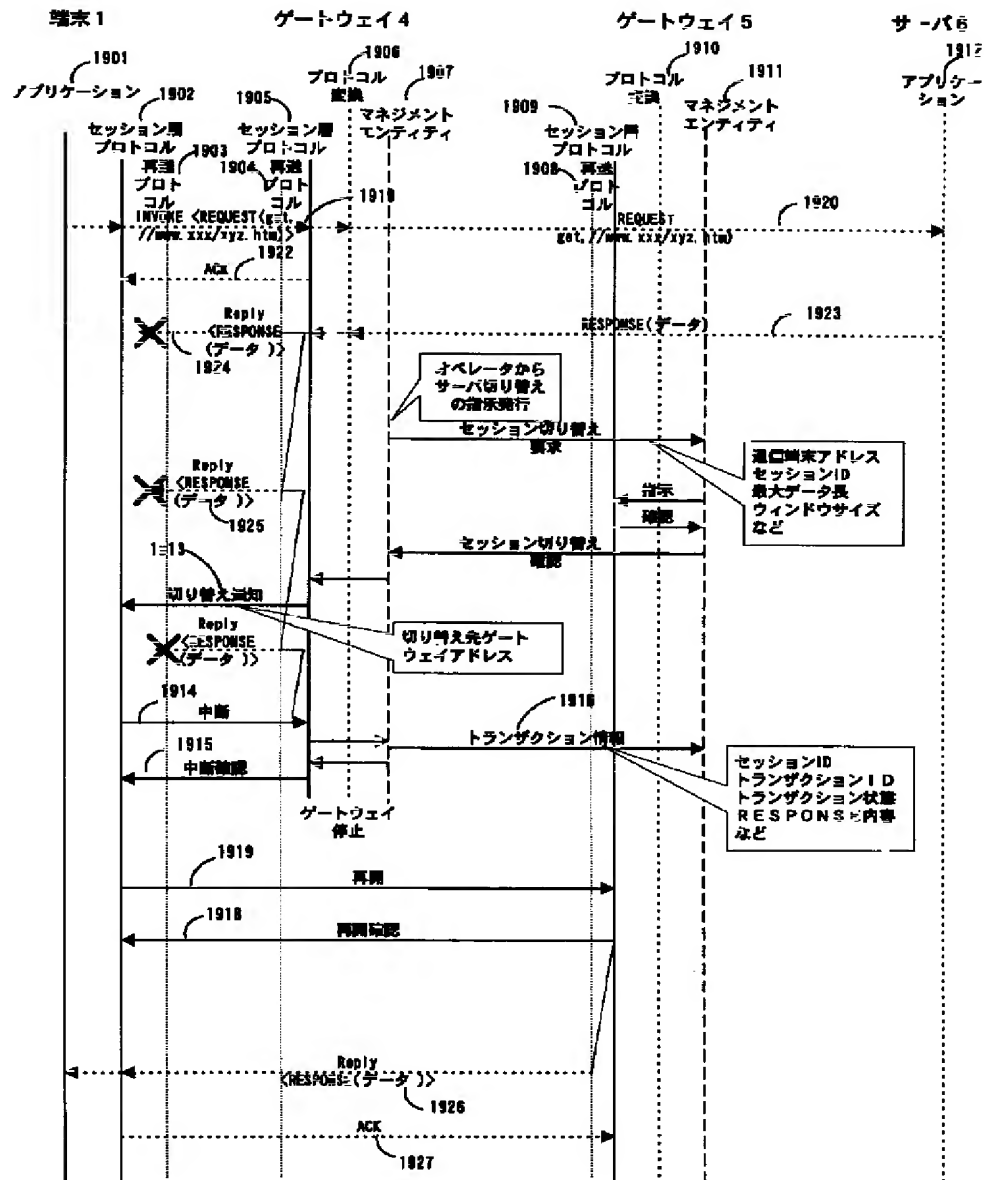 端末1
ゲートウェイ4
ゲートウェイ5
サーバ6
1901
アプリケーション
1902
セッション層
プロトコル
1903
再送
プロト
コル
1904
再送
プロト
コル
1905
セッション層
プロトコル
1906
プロトコル
変換
1907
マネジメント
エンティティ
1908
再送
プロト
コル
1909
セッション層
プロトコル
1910
プロトコル
変換
1911
マネジメント
エンティティ
1912
アプリケー
ション
INVOKE <REQUEST(get,
//www.xxx/xyz.htm)>
REQUEST
get,//www.xxx/xyz.htm)
1920
ACK
1922
Reply
<RESPONSE
(データ)>
1924
RESPONSE(データ)
1923
オペレータから
サーバ切り替え
の指示発行
セッション切り替え
要求
通信端末アドレス
セッションID
最大データ長
ウィンドウサイズ
など
Reply
<RESPONSE
(データ)>
1925
指示
確認
セッション切り替え
確認
切り替え通知
切り替え先ゲート
ウェイアドレス
Reply
<RESPONSE
(データ)>
1914
中断
1916
トランザクション情報
1915
中断確認
セッションID
トランザクションID
トランザクション状態
RESPONSE内容
など
ゲートウェイ
停止
1919
再開
1918
再開確認
Reply
<RESPONSE(データ)>
1926
ACK
1927